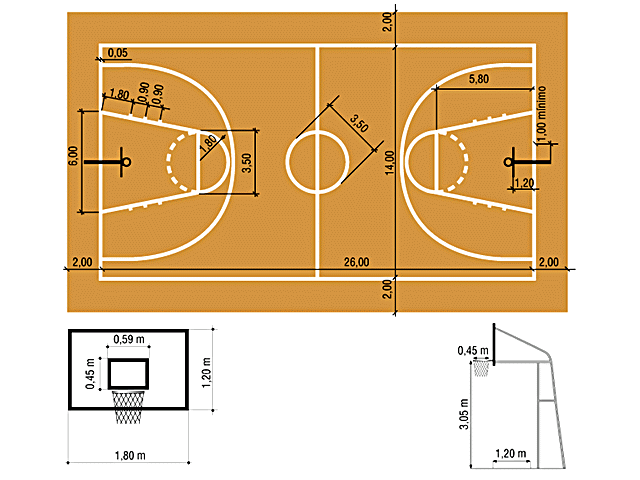 2,00
0,05
5,80
1,80
0,90
0,90
3,50
1,00 mínimo
1,80
6,00
3,50
14,00
1,20
2,00
26,00
2,00
2,00
0,59 m
0,45 m
1,20 m
1,80 m
0,45 m
3,05 m
1,20 m